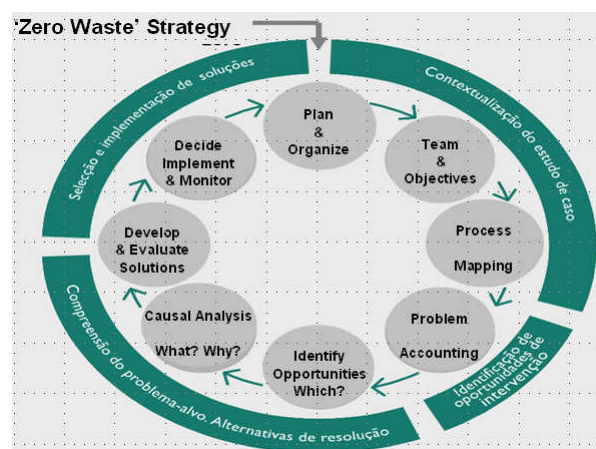 ‘Zero Waste’ Strategy
Plan
&
Organize
Team
& Objectives
Process
Mapping
Problem
Accounting
Identify
Opportunities
Which?
Causal Analysis
What? Why?
Develop
& Evaluate
Solutions
Decide
Implement
& Monitor
Contextualização do estudo de caso
Identificação de
oportunidades de
intervenção
Compreensão do problema-alvo. Alternativas de resolução
Selecção e implementação de soluções